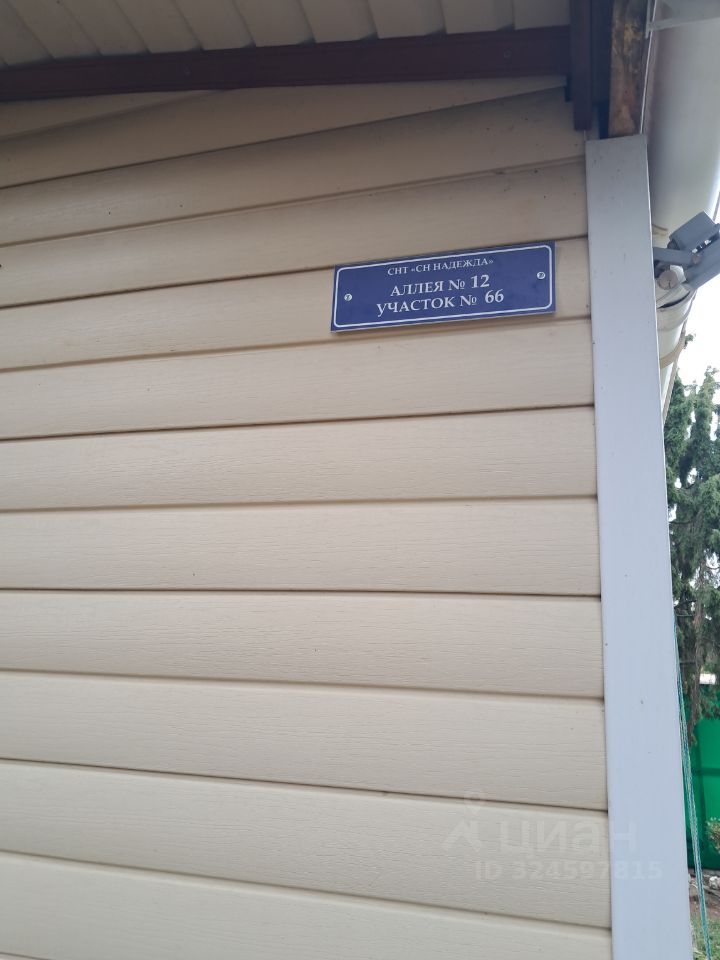 СНТ «СН НАДЕЖДА»
АЛЛЕЯ № 12
УЧАСТОК № 66
циан
ID 324597815